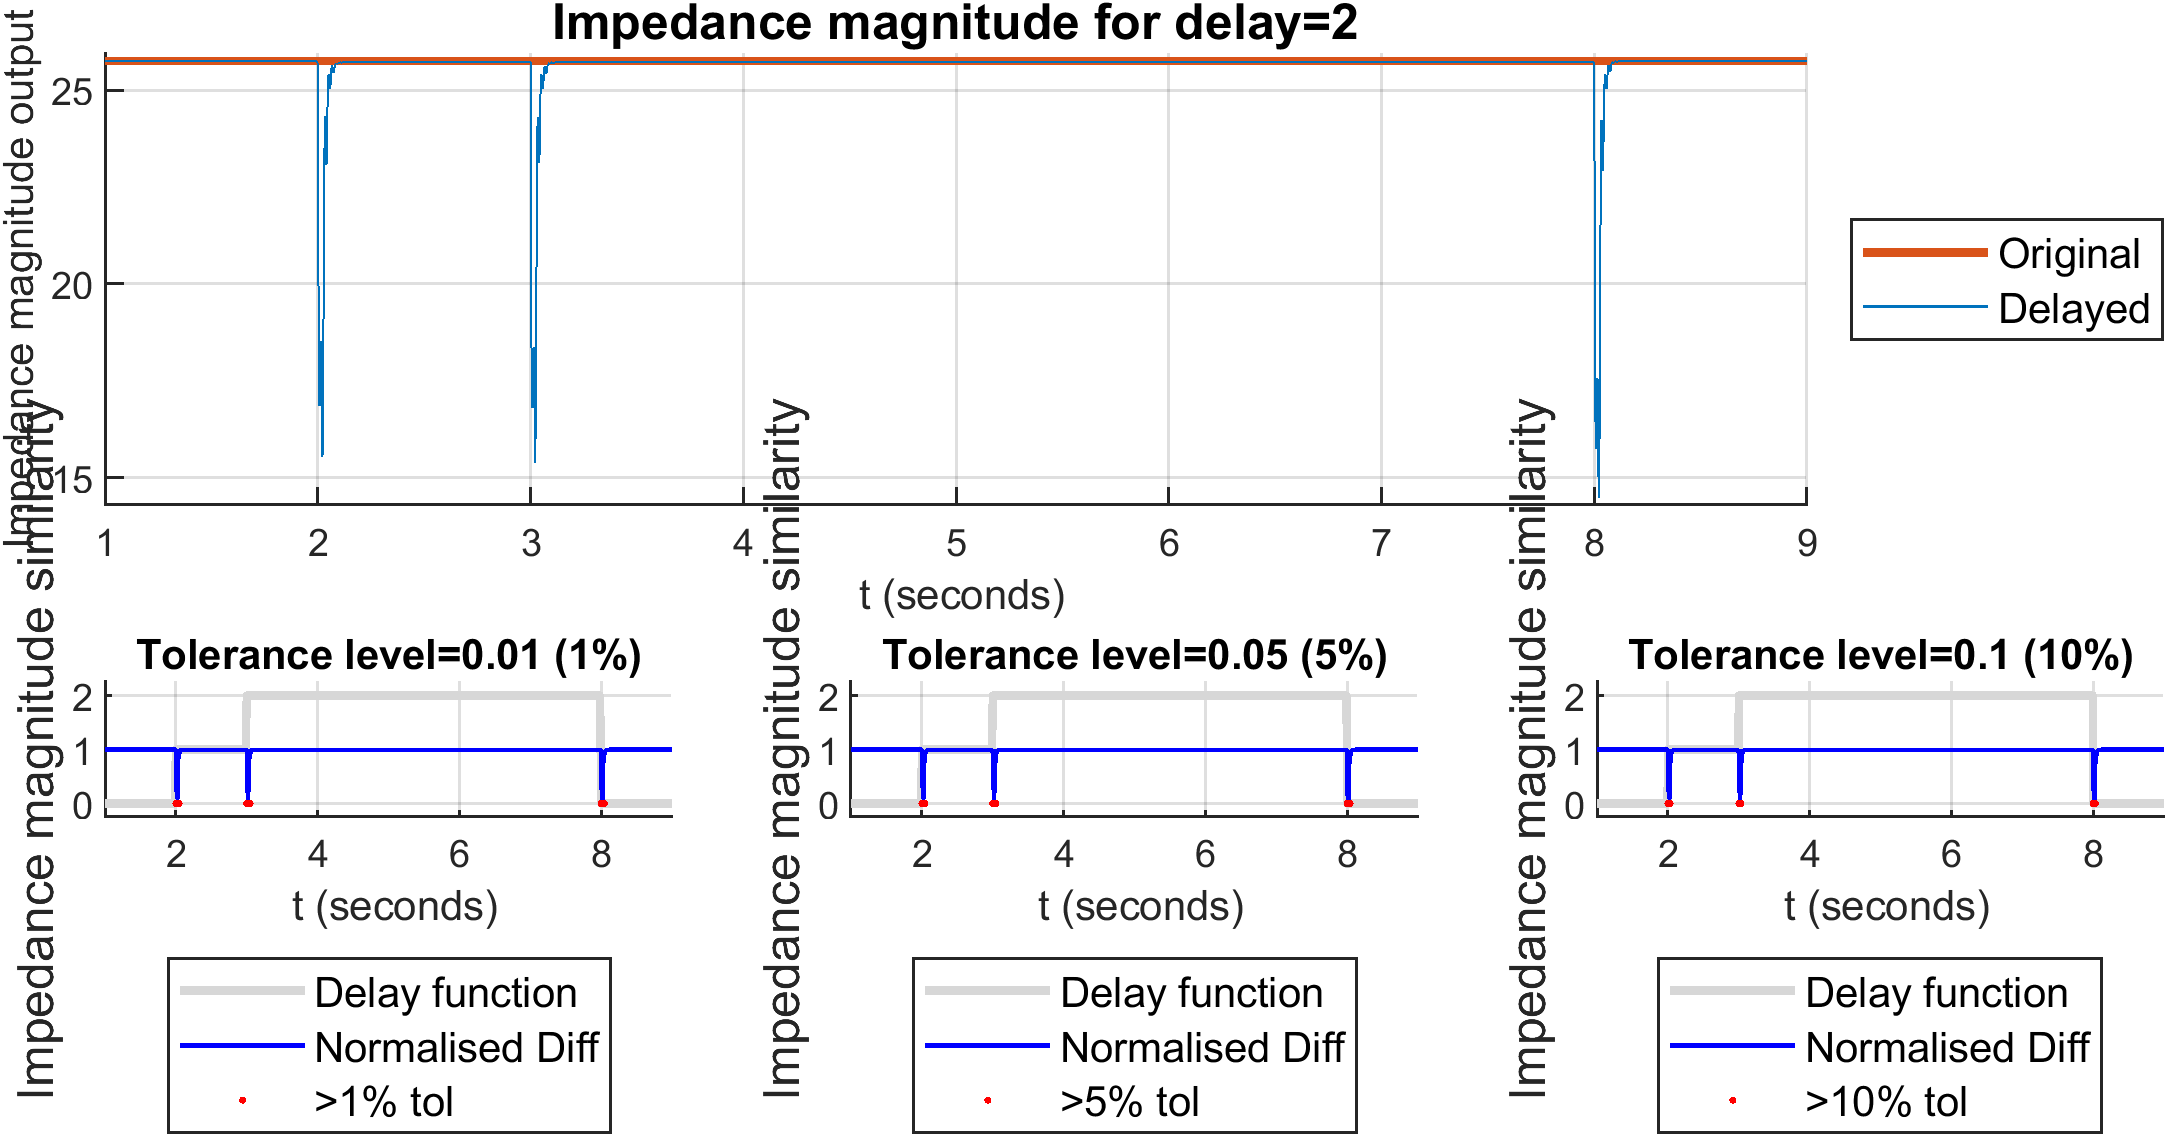 Impedance magnitude for delay=2
Impedance magnitude output
25
20
15
1 2 3 4 5 6 7 8 9
t (seconds)
Original
Delayed
Impedance magnitude similarity
Tolerance level=0.01 (1%)
2
1
0
2 4 6 8
t (seconds)
Delay function
Normalised Diff
>1% tol
Impedance magnitude similarity
Tolerance level=0.05 (5%)
2
1
0
2 4 6 8
t (seconds)
Delay function
Normalised Diff
>5% tol
Impedance magnitude similarity
Tolerance level=0.1 (10%)
2
1
0
2 4 6 8
t (seconds)
Delay function
Normalised Diff
>10% tol